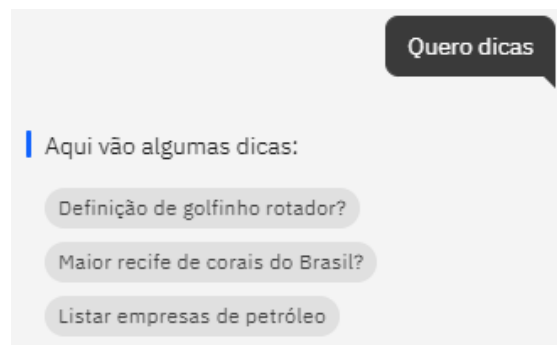 Quero dicas
Aqui vão algumas dicas:
Definição de golfinho rotador?
Maior recife de corais do Brasil?
Listar empresas de petróleo